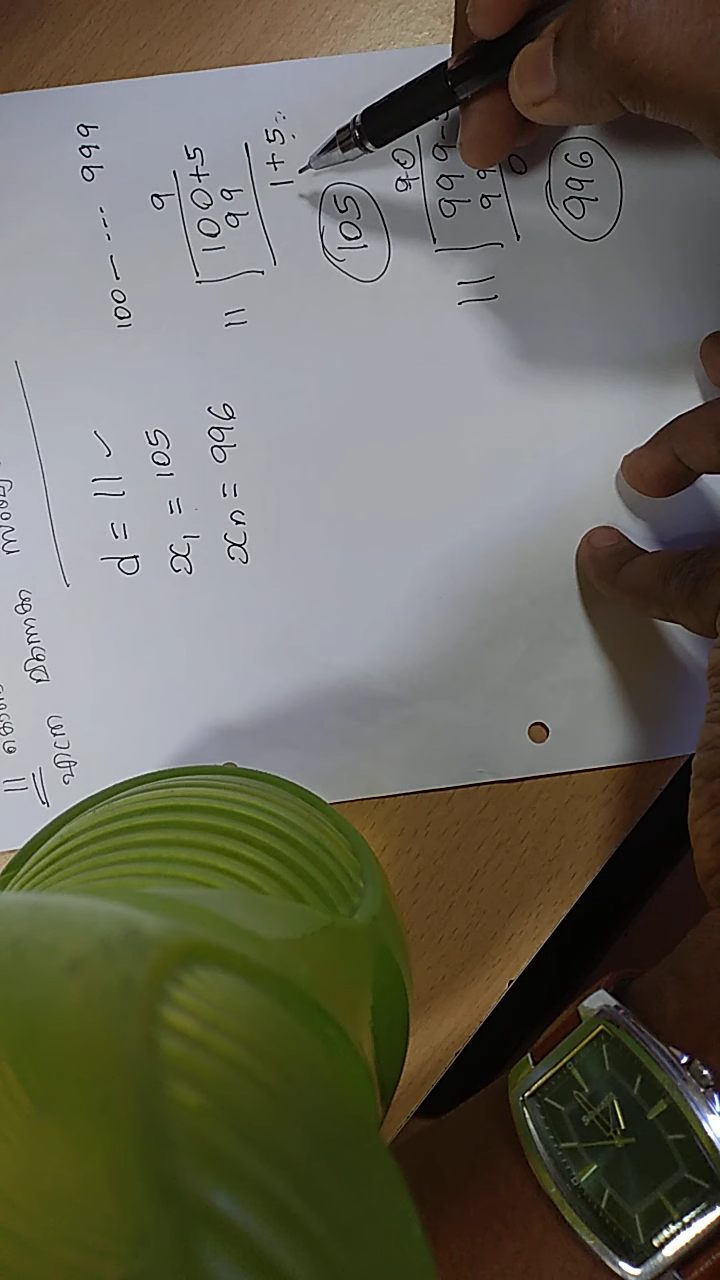 11
100 — --- 999
d = 11 ✓
x₁ = 105
xn = 996
9
11 100+5
99
1+5
105
90
11 999-
99
0
996